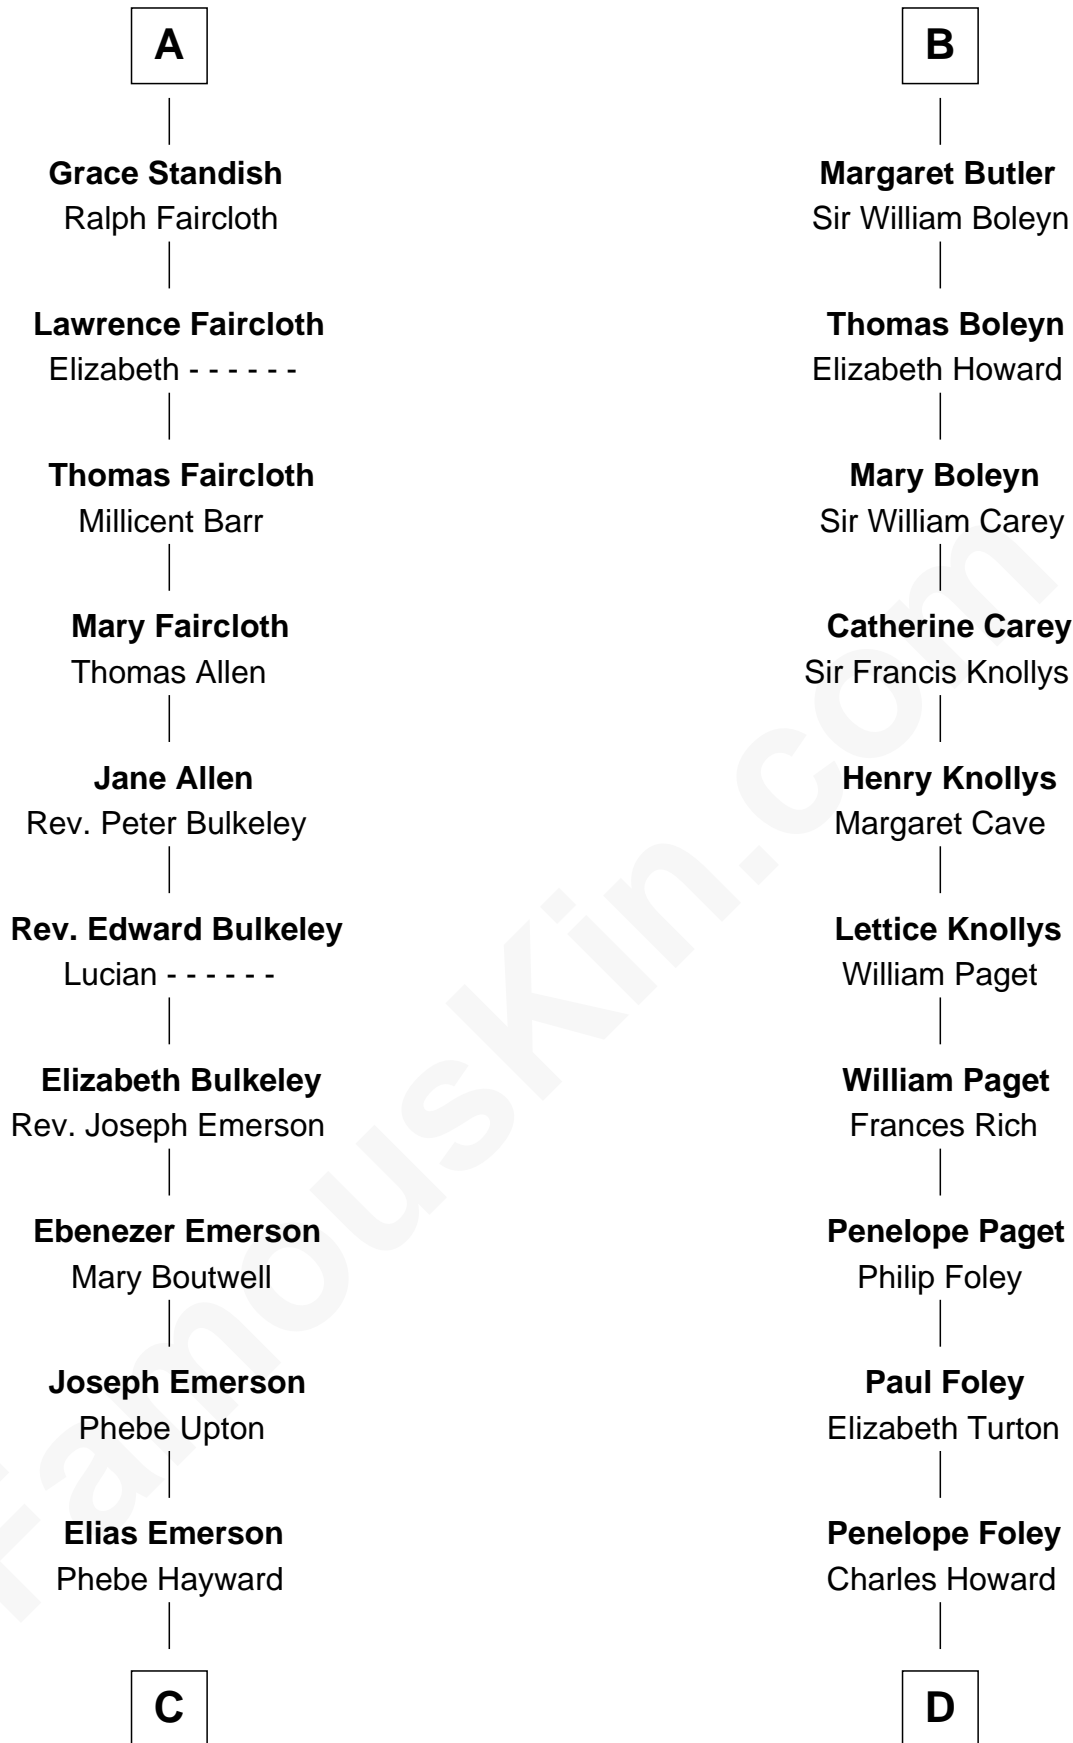 A
Grace Standish
Ralph Faircloth
Lawrence Faircloth
Elizabeth - - - - - -
Thomas Faircloth
Millicent Barr
Mary Faircloth
Thomas Allen
Jane Allen
Rev. Peter Bulkeley
Rev. Edward Bulkeley
Lucian - - - - - -
Elizabeth Bulkeley
Rev. Joseph Emerson
Ebenezer Emerson
Mary Boutwell
Joseph Emerson
Phebe Upton
Elias Emerson
Phebe Hayward
C
B
Margaret Butler
Sir William Boleyn
Thomas Boleyn
Elizabeth Howard
Mary Boleyn
Sir William Carey
Catherine Carey
Sir Francis Knollys
Henry Knollys
Margaret Cave
Lettice Knollys
William Paget
William Paget
Frances Rich
Penelope Paget
Philip Foley
Paul Foley
Elizabeth Turton
Penelope Foley
Charles Howard
D
FamousKin.com